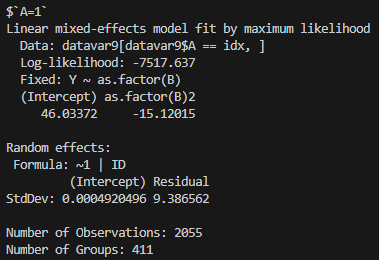 $`A=1`
Linear mixed-effects model fit by maximum likelihood
  Data: datavar9[datavar9$A == idx, ]
  Log-likelihood: -7517.637
  Fixed: Y ~ as.factor(B)
  (Intercept) as.factor(B)2
     46.03372     -15.12015

Random effects:
 Formula: ~1 | ID
         (Intercept) Residual
StdDev: 0.0004920496 9.386562

Number of Observations: 2055
Number of Groups: 411